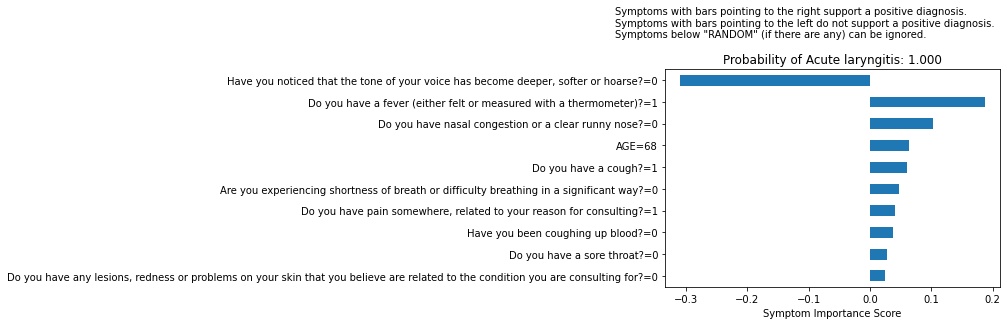 Symptoms with bars pointing to the right support a positive diagnosis.
Symptoms with bars pointing to the left do not support a positive diagnosis.
Symptoms below "RANDOM" (if there are any) can be ignored.
Probability of Acute laryngitis: 1.000
Have you noticed that the tone of your voice has become deeper, softer or hoarse?=0
Do you have a fever (either felt or measured with a thermometer)?=1
Do you have nasal congestion or a clear runny nose?=0
AGE=68
Do you have a cough?=1
Are you experiencing shortness of breath or difficulty breathing in a significant way?=0
Do you have pain somewhere, related to your reason for consulting?=1
Have you been coughing up blood?=0
Do you have a sore throat?=0
Do you have any lesions, redness or problems on your skin that you believe are related to the condition you are consulting for?=0
−0.3 −0.2 −0.1 0.0 0.1 0.2
Symptom Importance Score